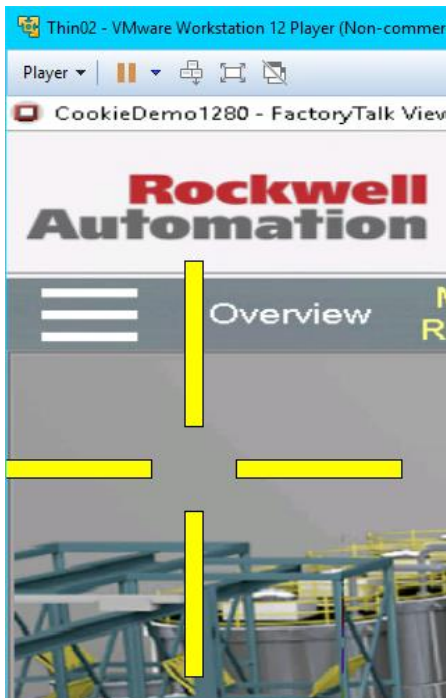 Thin02 - VMware Workstation 12 Player (Non-commer
Player
CookieDemo1280 - FactoryTalk View
Rockwell
Automation
Overview